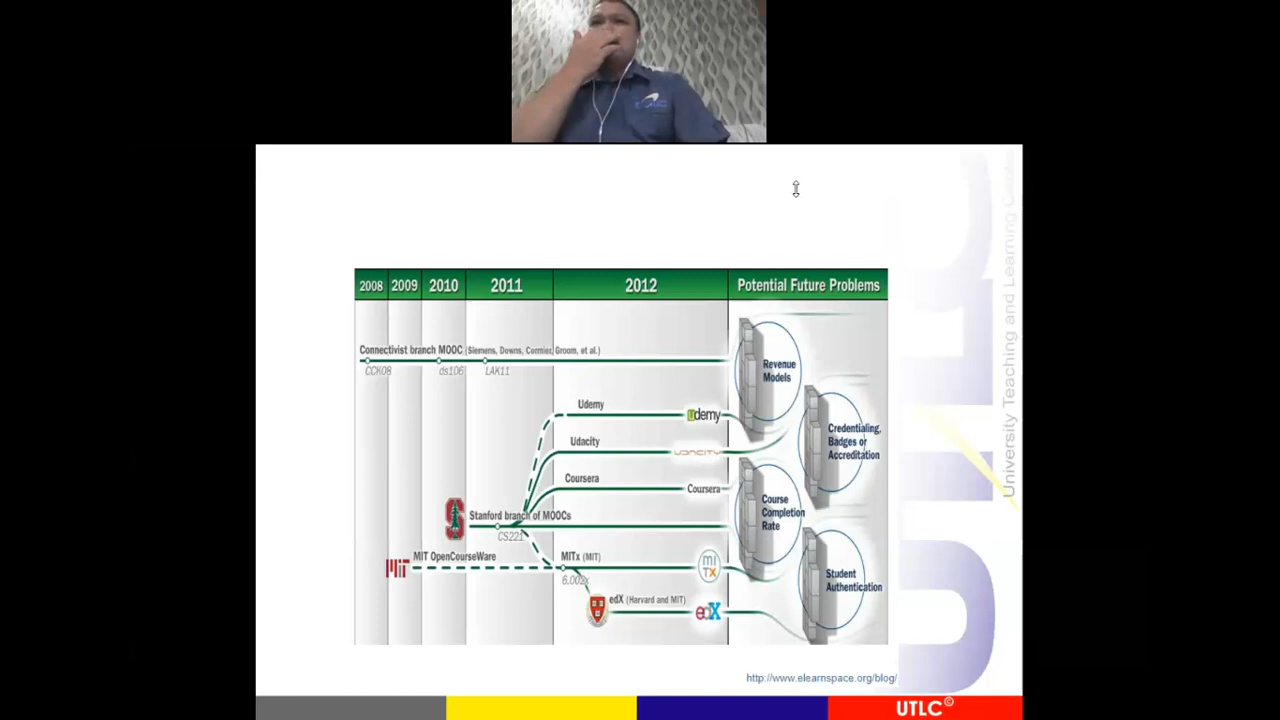 2008 2009 2010 2011 2012 Potential Future Problems
Connectivist branch MOOC (Siemens, Downs, Cormier, Groom, et al.)
CCK08 ds106 LAK11
Revenue
Models
Udemy
udemy
Credentialing,
Badges or
Accreditation
Udacity
UDACITY
Coursera
Coursera
Course
Completion
Rate
Stanford branch of MOOCs
CS221
MIT OpenCourseWare
MIT
MITx (MIT)
6.002x
MITX
Student
Authentication
edX (Harvard and MIT)
edX
University Teaching and Learning
http://www.elearnspace.org/blog/
UTLC©